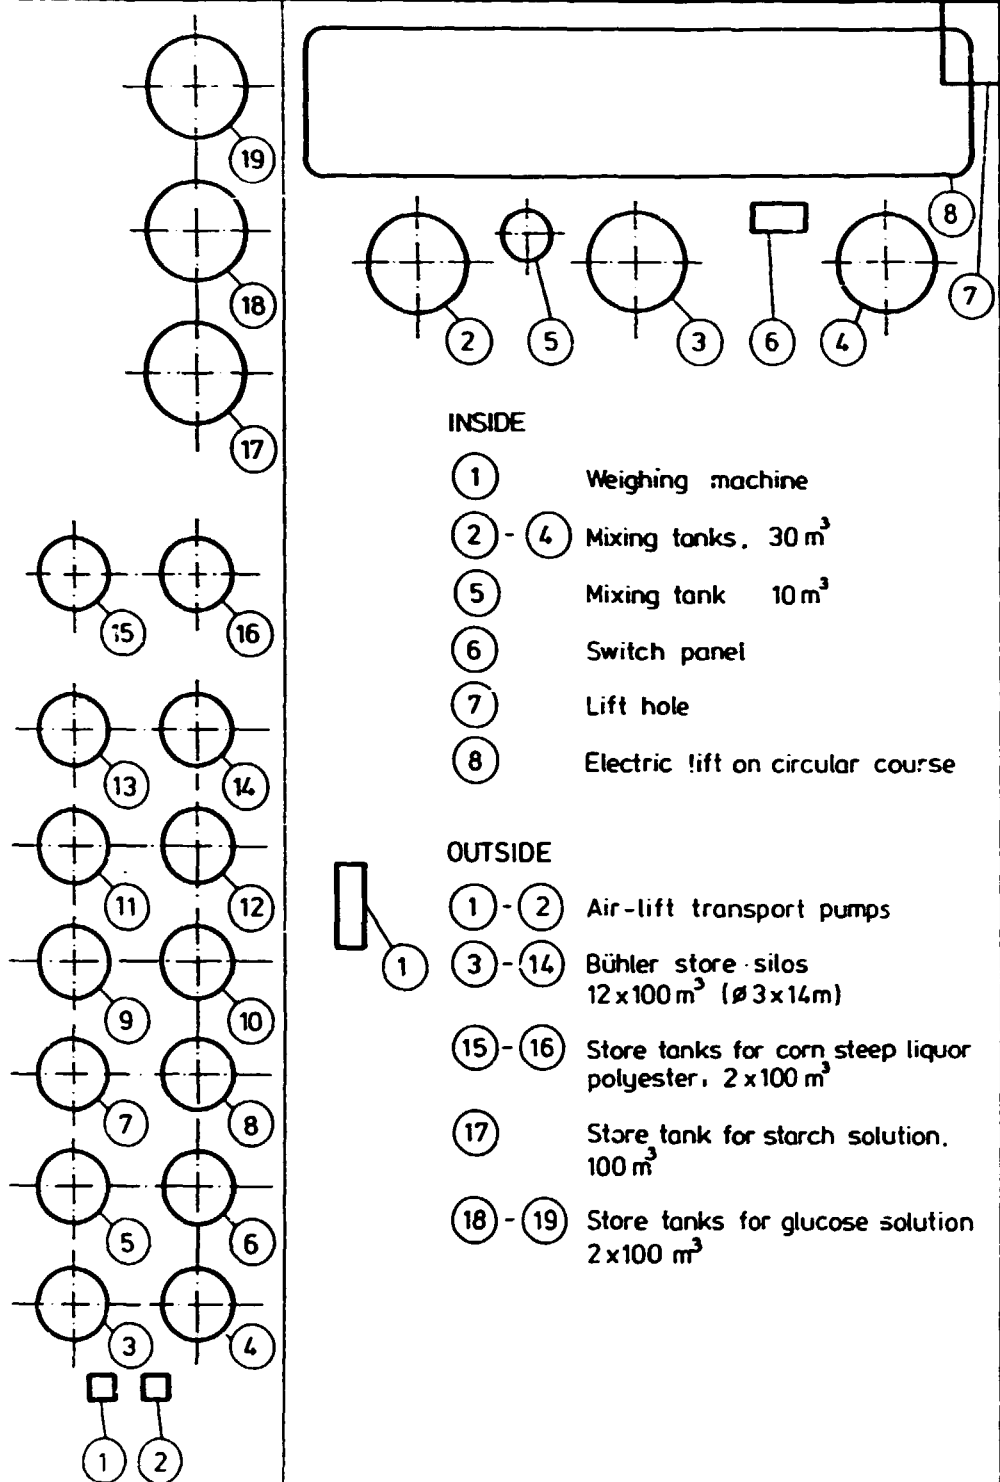 19
18
17
15 16
13 14
11 12
9 10
7 8
5 6
3 4
1 2
8
7
2 5 3 6 4
INSIDE
1 Weighing machine
2 - 4 Mixing tanks. 30 m³
5 Mixing tank 10 m³
6 Switch panel
7 Lift hole
8 Electric lift on circular course
1
OUTSIDE
1 - 2 Air-lift transport pumps
3 - 14 Bühler store silos
12 x 100 m³ (ø 3 x 14m)
15 - 16 Store tanks for corn steep liquor
polyester. 2 x 100 m³
17 Store tank for starch solution.
100 m³
18 - 19 Store tanks for glucose solution
2 x 100 m³